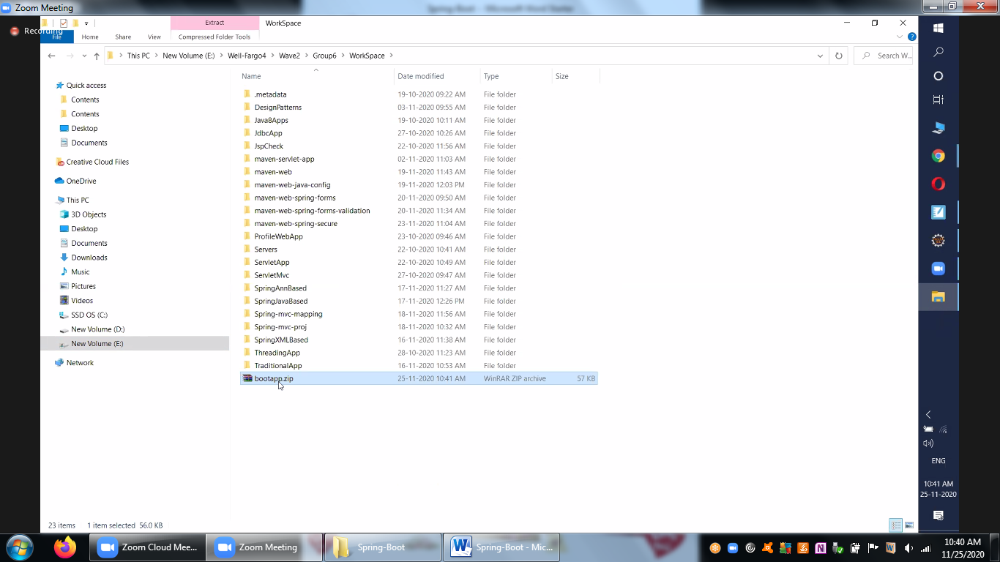 Zoom Meeting
Spring-Boot - Microsoft Word Starter
Recording
Extract
WorkSpace
File
Home
Share
View
Compressed Folder Tools
This PC
New Volume (E:)
Well-Fargo4
Wave2
Group6
WorkSpace
Search W...
Name
Date modified
Type
Size
Quick access
Contents
Contents
Desktop
Documents
Creative Cloud Files
OneDrive
This PC
3D Objects
Desktop
Documents
Downloads
Music
Pictures
Videos
SSD OS (C:)
New Volume (D:)
New Volume (E:)
Network
.metadata 19-10-2020 09:22 AM File folder
DesignPatterns 03-11-2020 09:55 AM File folder
Java8Apps 19-10-2020 10:11 AM File folder
JdbcApp 27-10-2020 10:26 AM File folder
JspCheck 22-10-2020 11:56 AM File folder
maven-servlet-app 02-11-2020 11:03 AM File folder
maven-web 19-11-2020 11:43 AM File folder
maven-web-java-config 19-11-2020 12:03 PM File folder
maven-web-spring-forms 20-11-2020 09:50 AM File folder
maven-web-spring-forms-validation 20-11-2020 11:34 AM File folder
maven-web-spring-secure 23-11-2020 11:04 AM File folder
ProfileWebApp 23-10-2020 09:46 AM File folder
Servers 22-10-2020 10:41 AM File folder
ServletApp 22-10-2020 10:49 AM File folder
ServletMvc 27-10-2020 09:47 AM File folder
SpringAnnBased 17-11-2020 11:27 AM File folder
SpringJavaBased 17-11-2020 12:26 PM File folder
Spring-mvc-mapping 18-11-2020 11:56 AM File folder
Spring-mvc-proj 18-11-2020 10:32 AM File folder
SpringXMLBased 16-11-2020 11:38 AM File folder
ThreadingApp 28-10-2020 11:23 AM File folder
TraditionalApp 16-11-2020 10:53 AM File folder
bootapp.zip 25-11-2020 10:41 AM WinRAR ZIP archive 57 KB
23 items 1 item selected 56.0 KB
ENG
10:41 AM
25-11-2020
Zoom Cloud Mee...
Zoom Meeting
Spring-Boot
Spring-Boot - Mic...
10:40 AM
11/25/2020